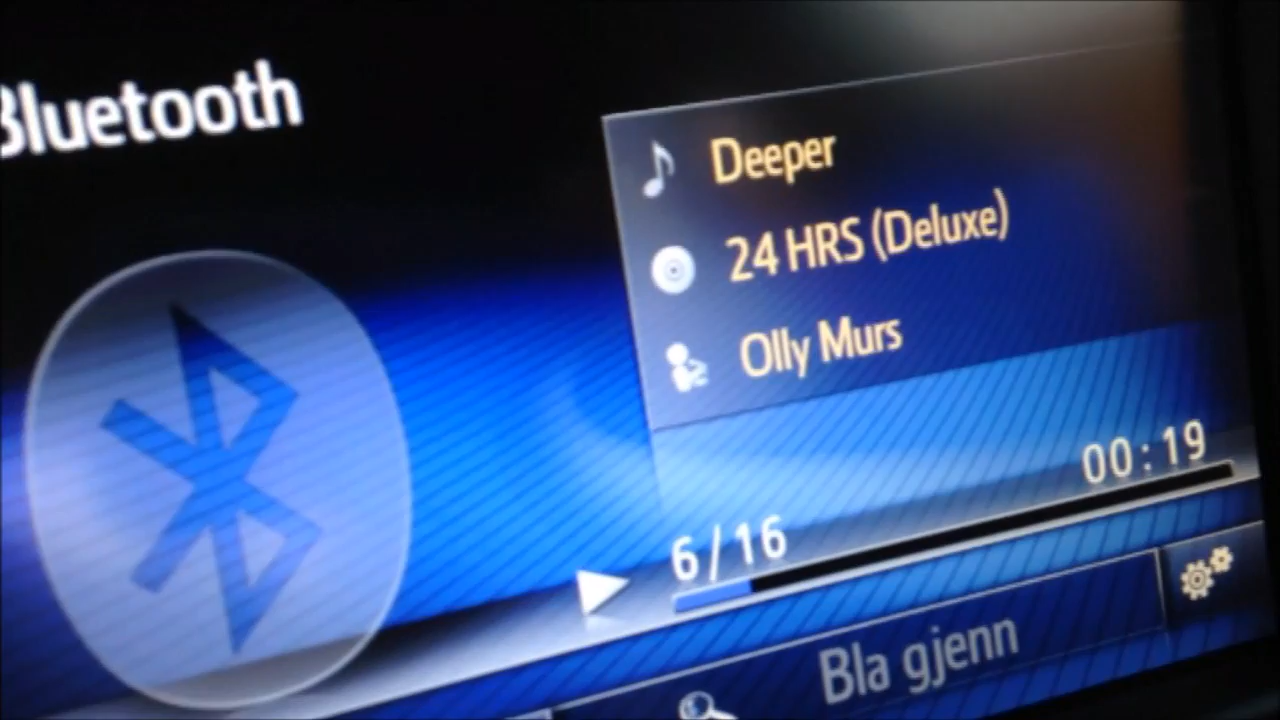 Bluetooth
Deeper
24 HRS (Deluxe)
Olly Murs
00:19
6/16
Bla gjenn